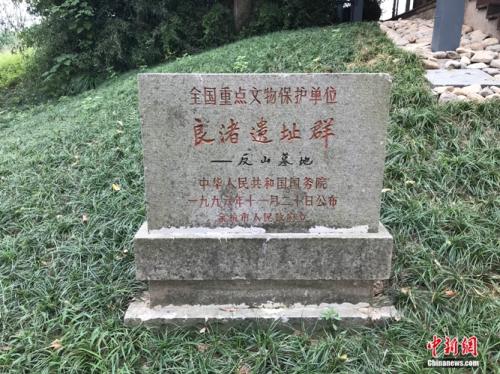 全国重点文物保护单位
良渚遗址群
——反山墓地
中华人民共和国国务院
一九九六年十一月二十日公布
余杭市人民政府立
中新网
Chinanews.com